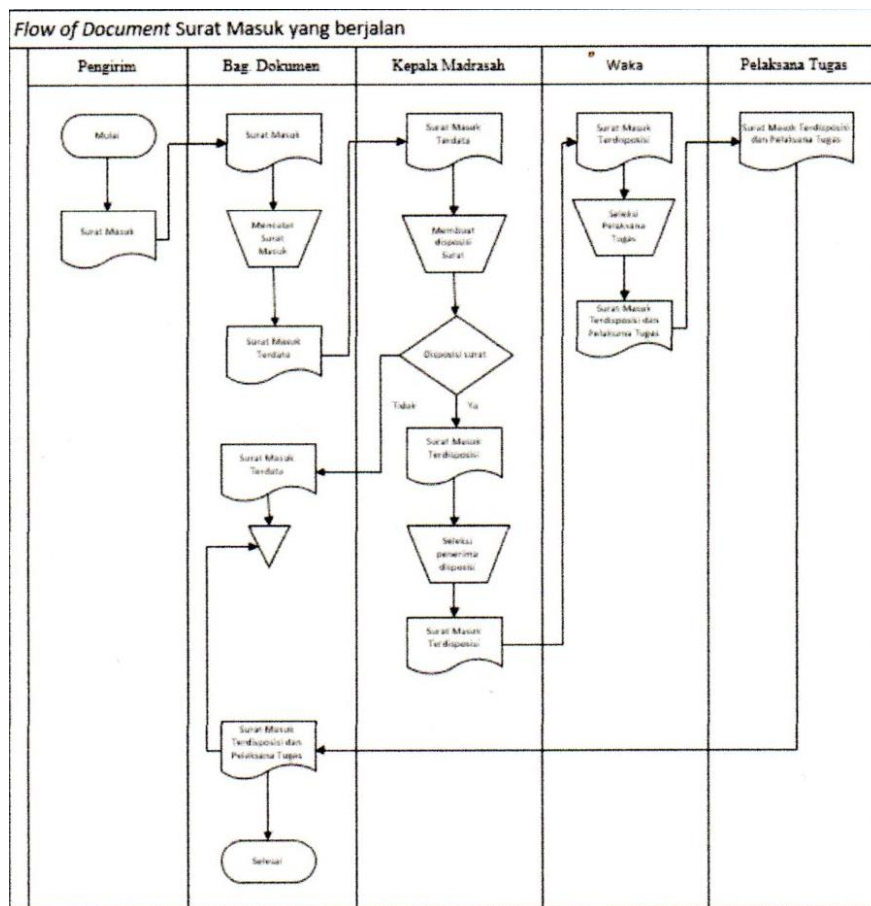 Flow of Document Surat Masuk yang berjalan
Pengirim
Bag. Dokumen
Kepala Madrasah
Waka
Pelaksana Tugas
Mulai
Surat Masuk
Surat Masuk
Mencatat
Surat
Masuk
Surat Masuk
Terdata
Surat Masuk
Terdata
Surat Masuk
Terdisposisi dan
Pelaksana Tugas
Selesai
Surat Masuk
Terdata
Membuat
disposisi
Surat
Disposisi surat
Tidak
Ya
Surat Masuk
Terdisposisi
Seleksi
penerima
disposisi
Surat Masuk
Terdisposisi
Surat Masuk
Terdisposisi
Seleksi
Pelaksana
Tugas
Surat Masuk
Terdisposisi dan
Pelaksana Tugas
Surat Masuk Terdisposisi
dan Pelaksana Tugas